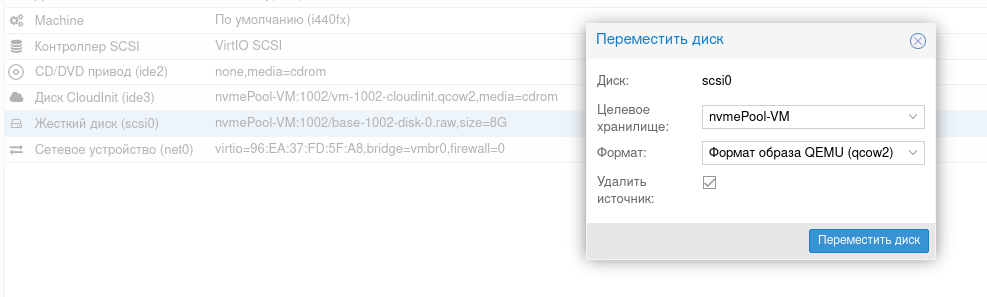 Machine По умолчанию (i440fx)
Контроллер SCSI VirtIO SCSI
CD/DVD привод (ide2) none,media=cdrom
Диск CloudInit (ide3) nvmePool-VM:1002/vm-1002-cloudinit.qcow2,media=cdrom
Жесткий диск (scsi0) nvmePool-VM:1002/base-1002-disk-0.raw,size=8G
Сетевое устройство (net0) virtio=96:EA:37:FD:5F:A8,bridge=vmbr0,firewall=0
Переместить диск
Диск: scsi0
Целевое
хранилище: nvmePool-VM
Формат: Формат образа QEMU (qcow2)
Удалить
источник:
Переместить диск